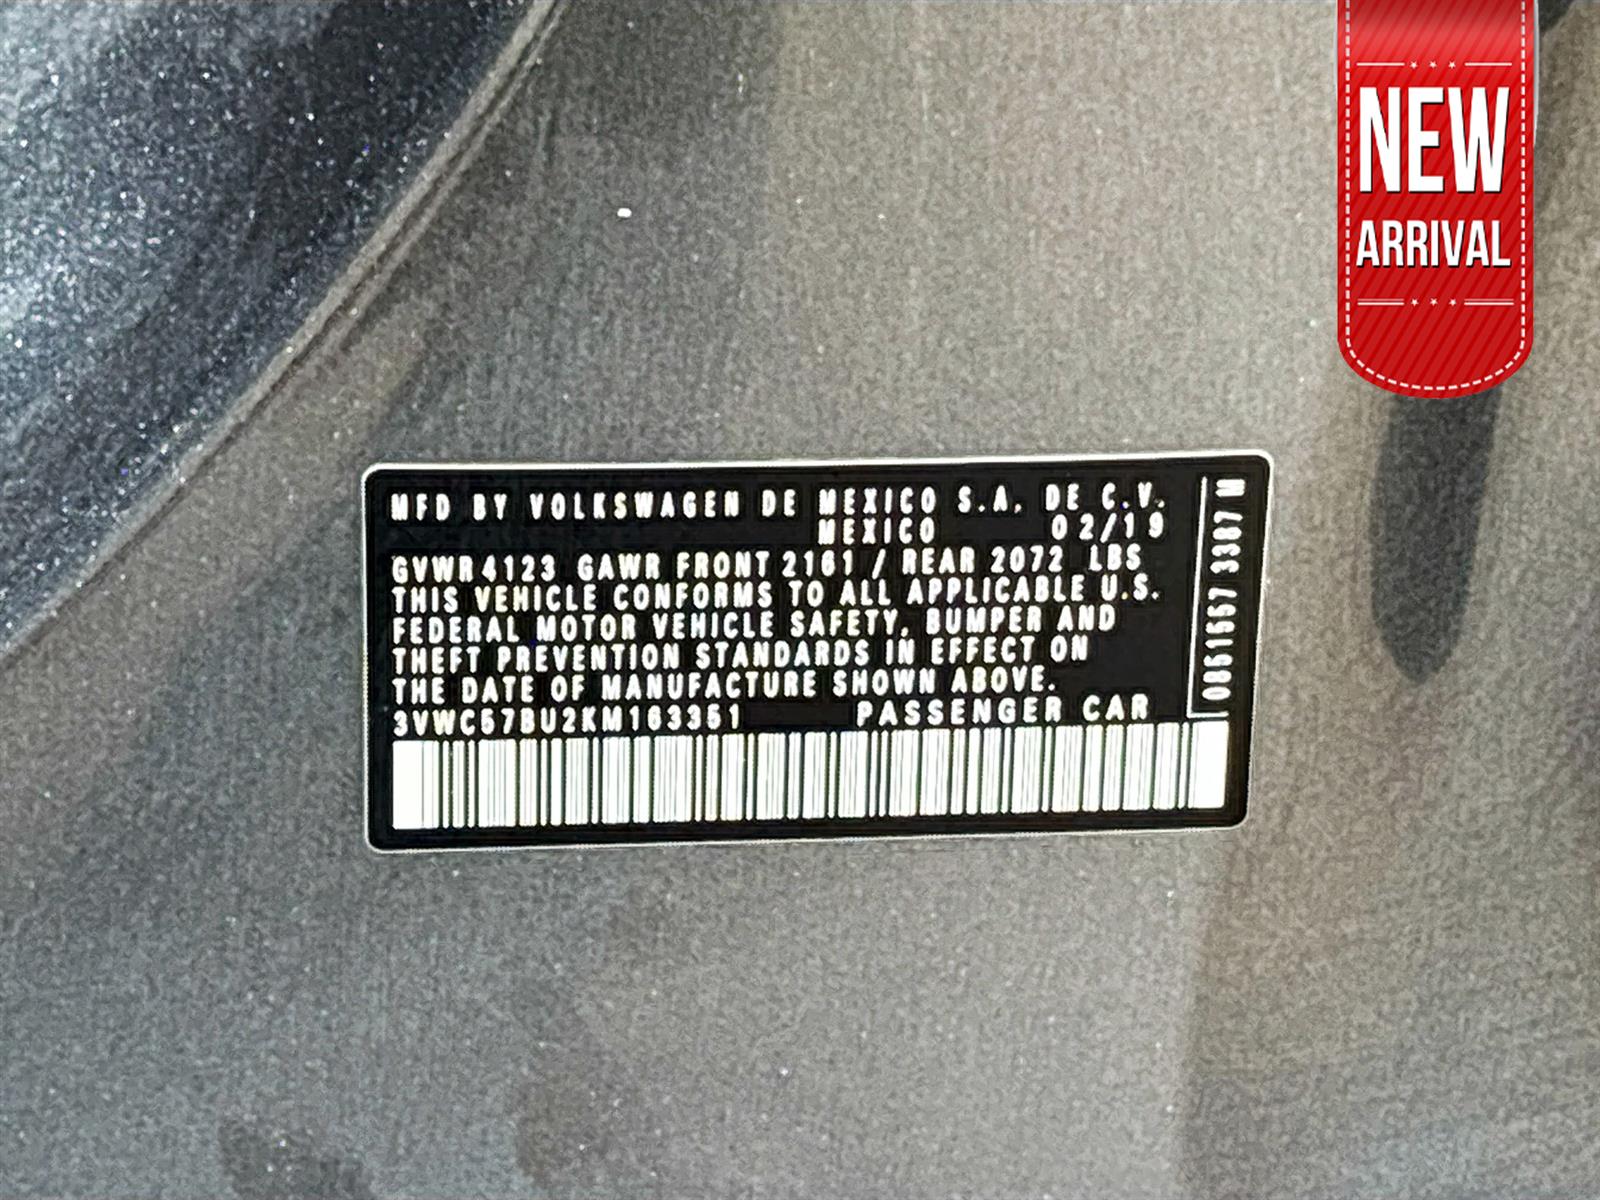 NEW
ARRIVAL
MFD BY VOLKSWAGEN DE MEXICO S.A. DE C.V.
MEXICO 02/19
GVWR 4123 GAWR FRONT 2161 / REAR 2072 LBS
THIS VEHICLE CONFORMS TO ALL APPLICABLE U.S.
FEDERAL MOTOR VEHICLE SAFETY, BUMPER AND
THEFT PREVENTION STANDARDS IN EFFECT ON
THE DATE OF MANUFACTURE SHOWN ABOVE.
3VWC57BU2KM163351 PASSENGER CAR